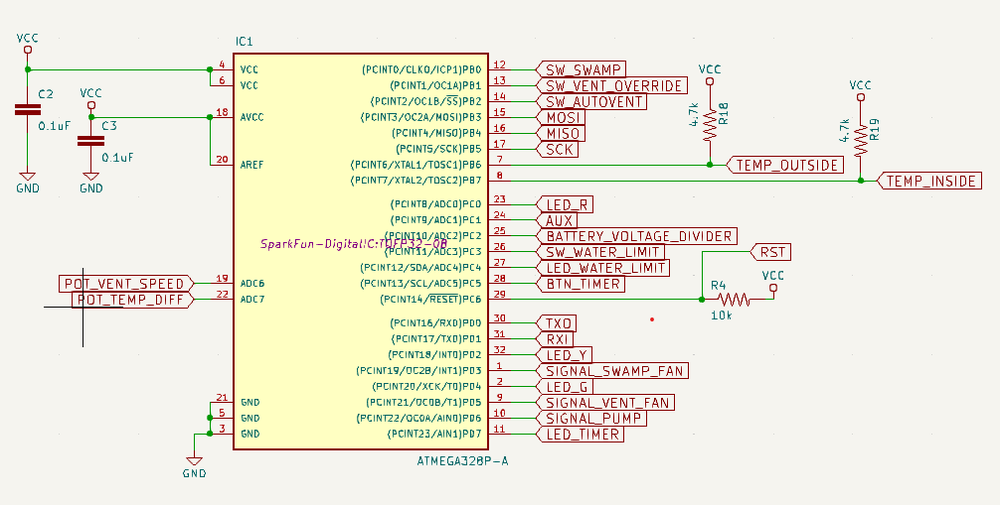 VCC
C2
0.1uF
GND
VCC
C3
0.1uF
GND
POT_VENT_SPEED
POT_TEMP_DIFF
GND
IC1
4 VCC
6 VCC
18 AVCC
20 AREF
19 ADC6
22 ADC7
21 GND
5 GND
3 GND
SparkFun-DigitalIC:TQFP32-08
(PCINT0/CLKO/ICP1)PB0 12 SW_SWAMP
(PCINT1/OC1A)PB1 13 SW_VENT_OVERRIDE
(PCINT2/OC1B/SS)PB2 14 SW_AUTOVENT
(PCINT3/OC2A/MOSI)PB3 15 MOSI
(PCINT4/MISO)PB4 16 MISO
(PCINT5/SCK)PB5 17 SCK
(PCINT6/XTAL1/TOSC1)PB6 7 TEMP_OUTSIDE
(PCINT7/XTAL2/TOSC2)PB7 8 TEMP_INSIDE
(PCINT8/ADC0)PC0 23 LED_R
(PCINT9/ADC1)PC1 24 AUX
(PCINT10/ADC2)PC2 25 BATTERY_VOLTAGE_DIVIDER
(PCINT11/ADC3)PC3 26 SW_WATER_LIMIT
(PCINT12/SDA/ADC4)PC4 27 LED_WATER_LIMIT
(PCINT13/SCL/ADC5)PC5 28 BTN_TIMER
(PCINT14/RESET)PC6 29
(PCINT16/RXD)PD0 30 TXO
(PCINT17/TXD)PD1 31 RXI
(PCINT18/INT0)PD2 32 LED_Y
(PCINT19/OC2B/INT1)PD3 1 SIGNAL_SWAMP_FAN
(PCINT20/XCK/T0)PD4 2 LED_G
(PCINT21/OC0B/T1)PD5 9 SIGNAL_VENT_FAN
(PCINT22/OC0A/AIN0)PD6 10 SIGNAL_PUMP
(PCINT23/AIN1)PD7 11 LED_TIMER
ATMEGA328P-A
VCC
4.7k
R18
VCC
4.7k
R19
RST
VCC
R4
10k